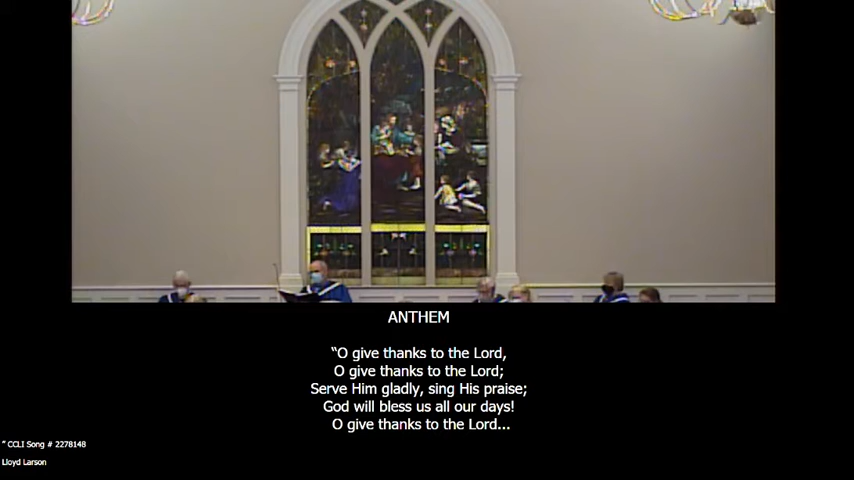 ANTHEM
“O give thanks to the Lord,
O give thanks to the Lord;
Serve Him gladly, sing His praise;
God will bless us all our days!
O give thanks to the Lord...
" CCLI Song # 2278148
Lloyd Larson